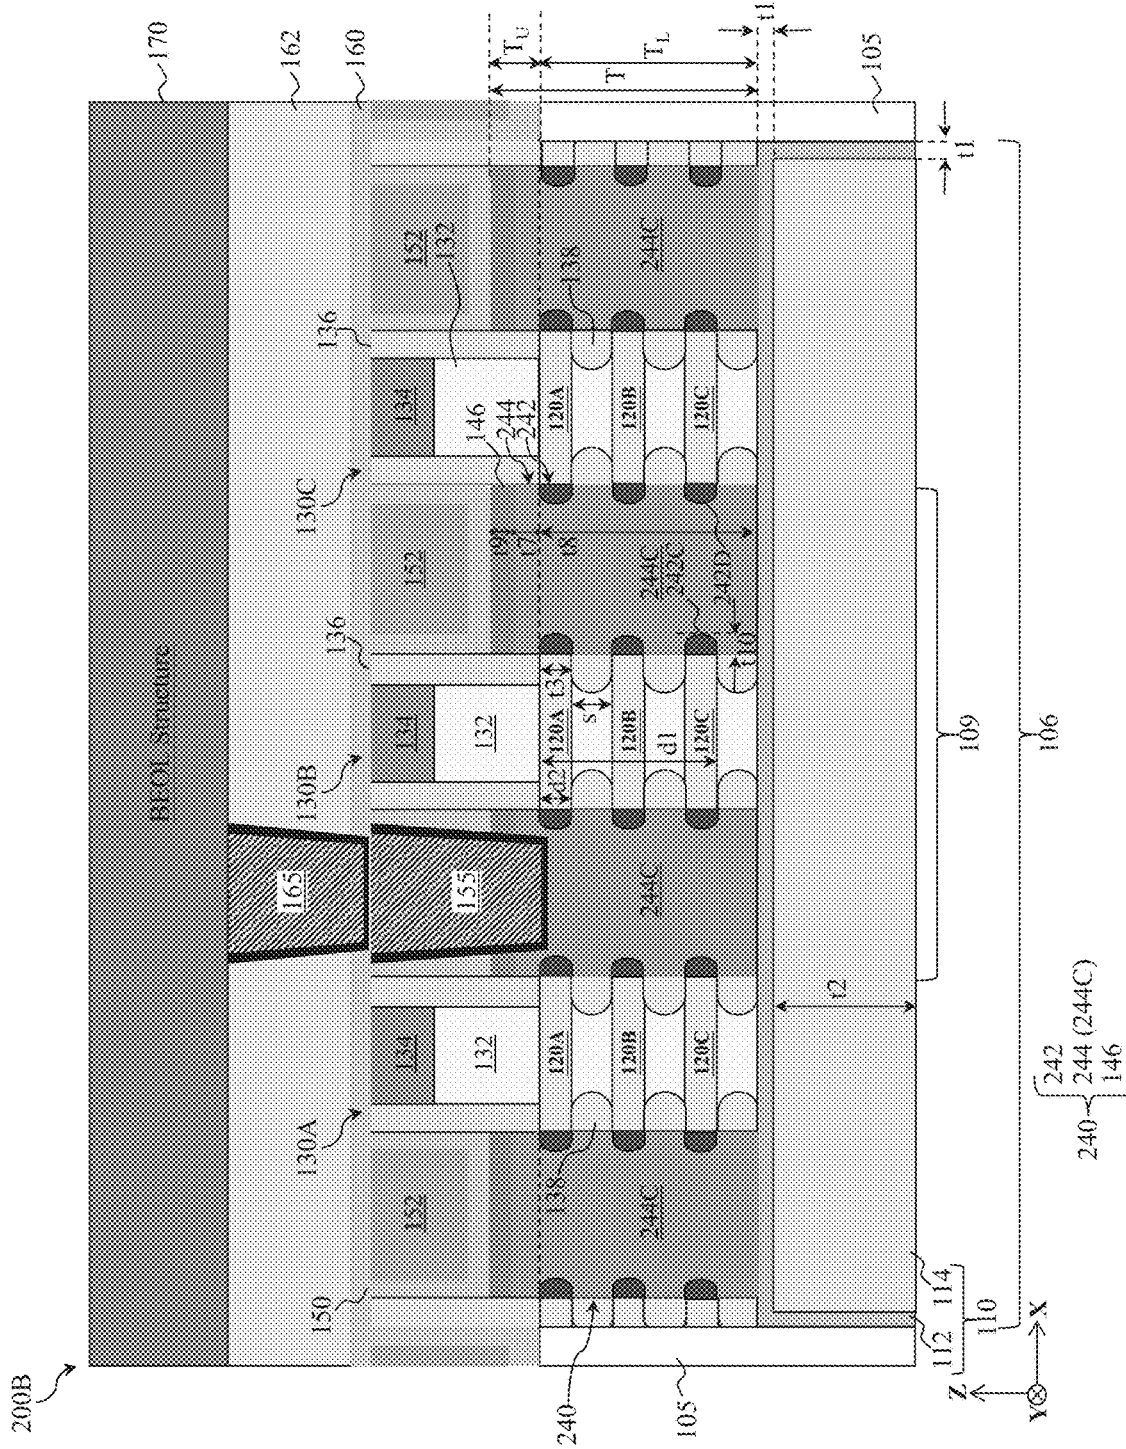 200B
170
162
160
BEOL Structure
165
155
150
130A
130B
130C
136
136
134
134
134
132
132
132
152
152
152
146
244
242
T_U
T_L
T
t1
105
120A
120A
120A
120B
120B
120B
120C
120C
120C
138
138
244C
244C
244C
244C
242C
242D
t7
t8
t3
s
d1
d2
t10
t2
t1
240
105
109
106
112
114
110
X
Y
Z
240
242
244 (244C)
146